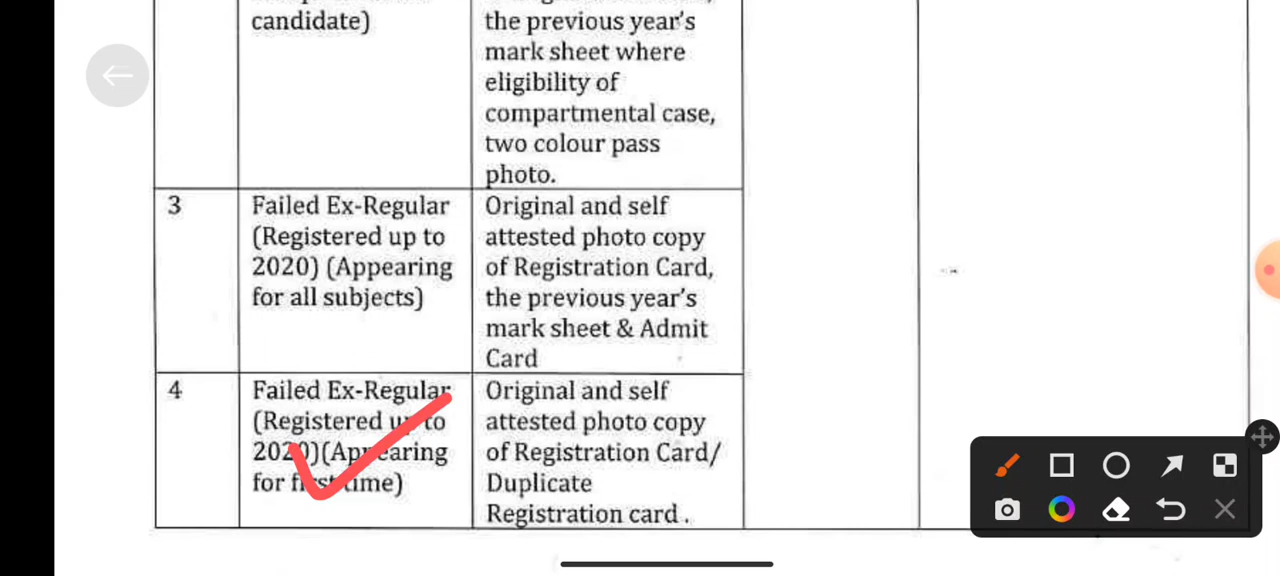 candidate)
the previous year's
mark sheet where
eligibility of
compartmental case,
two colour pass
photo.
3
Failed Ex-Regular
(Registered up to
2020) (Appearing
for all subjects)
Original and self
attested photo copy
of Registration Card,
the previous year's
mark sheet & Admit
Card
4
Failed Ex-Regular
(Registered up to
2020)(Appearing
for first time)
Original and self
attested photo copy
of Registration Card/
Duplicate
Registration card.